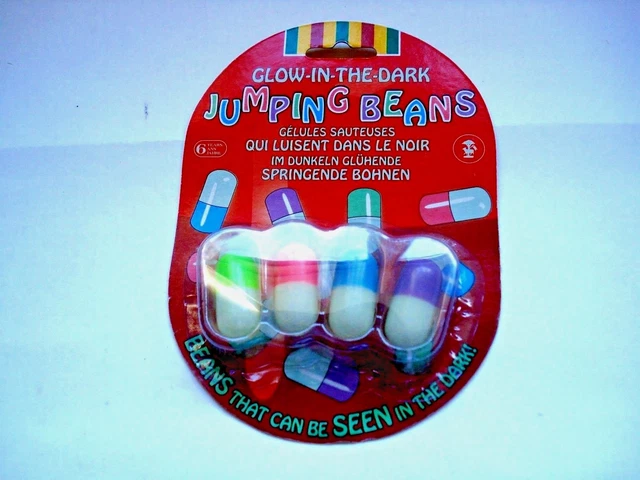 GLOW-IN-THE-DARK
JUMPING BEANS
GÉLULES SAUTEUSES
QUI LUISENT DANS LE NOIR
IM DUNKELN GLÜHENDE
SPRINGENDE BOHNEN
6
BEANS THAT CAN BE SEEN IN THE DARK!